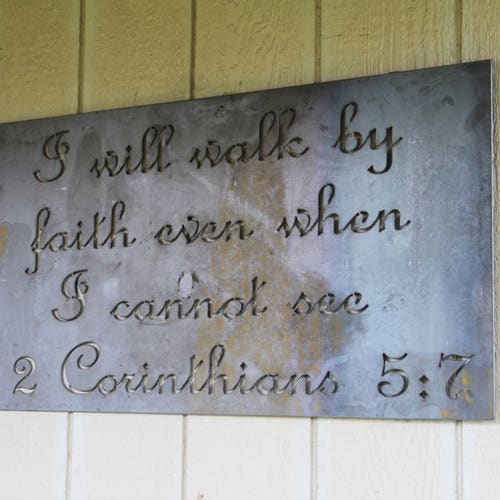 I will walk by
faith even when
I cannot see
2 Corinthians 5:7